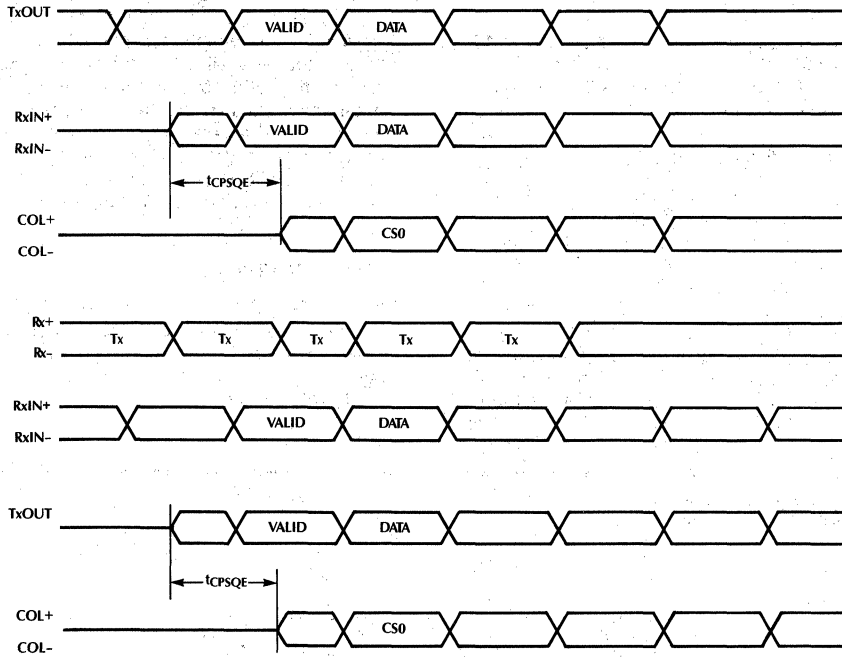 TxOUT
VALID DATA
RxIN+
RxIN–
VALID DATA
tCPSQE
COL+
COL–
CS0
Rx+
Rx–
Tx Tx Tx Tx Tx
RxIN+
RxIN–
VALID DATA
TxOUT
VALID DATA
tCPSQE
COL+
COL–
CS0